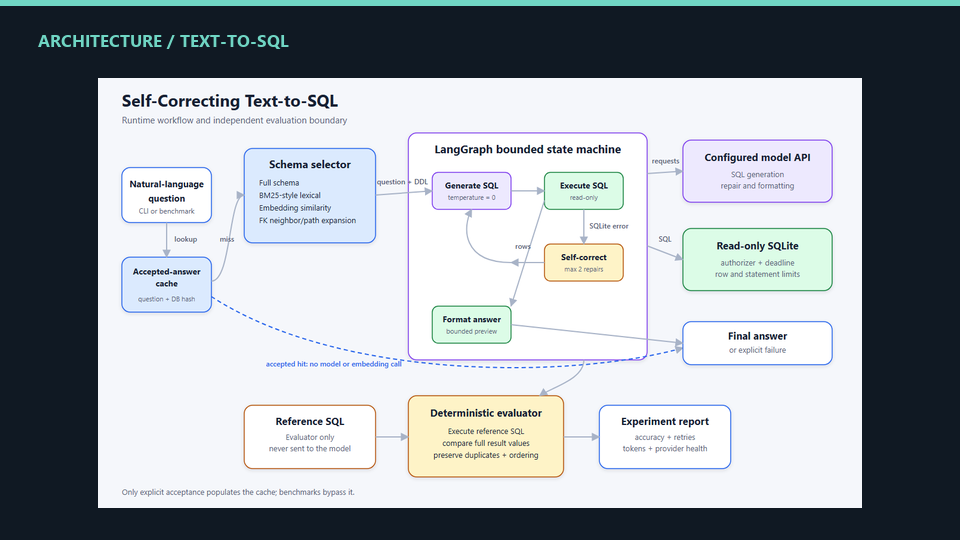 ARCHITECTURE / TEXT-TO-SQL
Self-Correcting Text-to-SQL
Runtime workflow and independent evaluation boundary
Natural-language
question
CLI or benchmark
lookup
miss
Accepted-answer
cache
question + DB hash
Schema selector
Full schema
BM25-style lexical
Embedding similarity
FK neighbor/path expansion
question + DDL
LangGraph bounded state machine
Generate SQL
temperature = 0
Execute SQL
read-only
SQLite error
rows
Self-correct
max 2 repairs
Format answer
bounded preview
requests
Configured model API
SQL generation
repair and formatting
SQL
Read-only SQLite
authorizer + deadline
row and statement limits
Final answer
or explicit failure
accepted hit: no model or embedding call
Reference SQL
Evaluator only
never sent to the model
Deterministic evaluator
Execute reference SQL
compare full result values
preserve duplicates + ordering
Experiment report
accuracy + retries
tokens + provider health
Only explicit acceptance populates the cache; benchmarks bypass it.